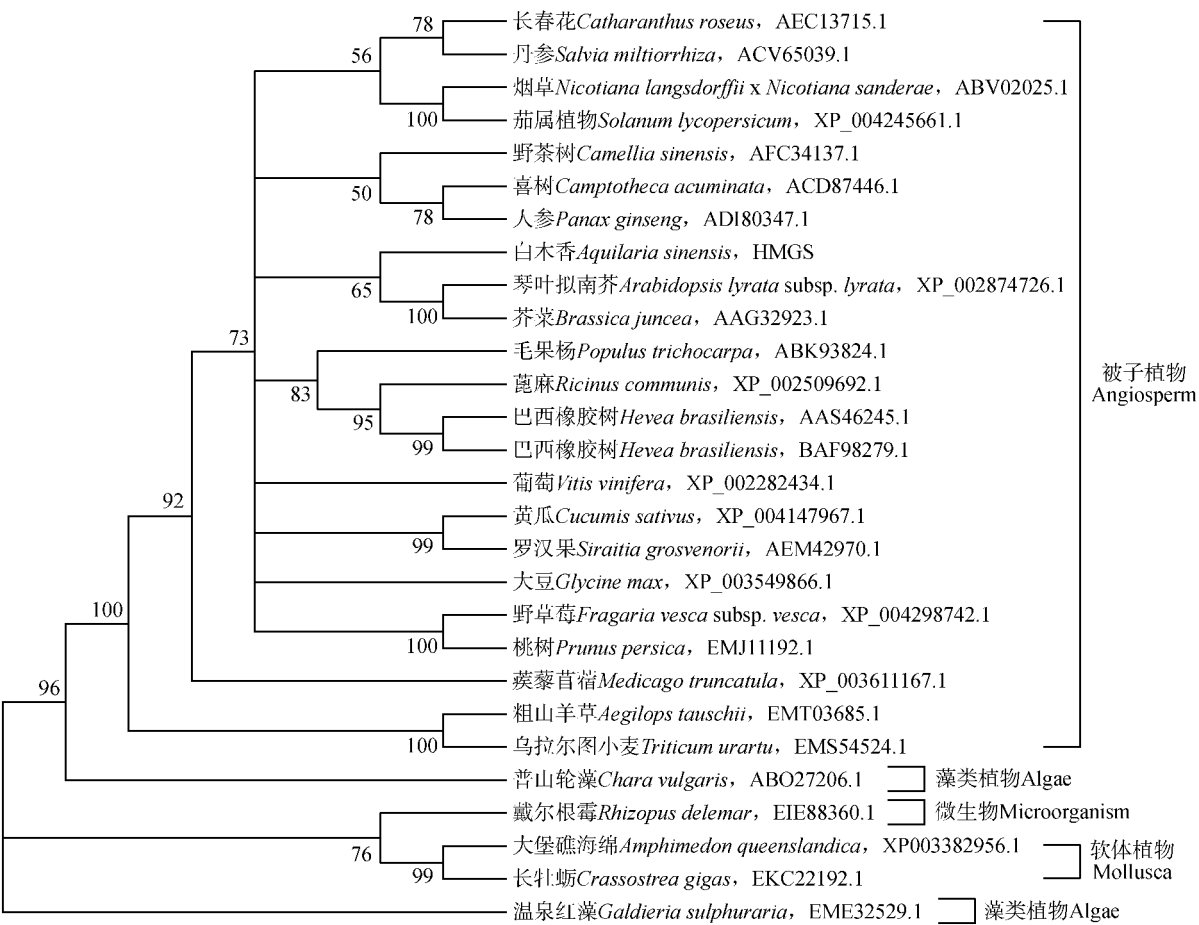 78
长春花Catharanthus roseus，AEC13715.1
56
丹参Salvia miltiorrhiza，ACV65039.1
烟草Nicotiana langsdorffii x Nicotiana sanderae，ABV02025.1
100
茄属植物Solanum lycopersicum，XP_004245661.1
野茶树Camellia sinensis，AFC34137.1
50
喜树Camptotheca acuminata，ACD87446.1
78
人参Panax ginseng，ADI80347.1
白木香Aquilaria sinensis，HMGS
65
琴叶拟南芥Arabidopsis lyrata subsp. lyrata，XP_002874726.1
100
芥菜Brassica juncea，AAG32923.1
73
毛果杨Populus trichocarpa，ABK93824.1
83
蓖麻Ricinus communis，XP_002509692.1
被子植物
Angiosperm
95
巴西橡胶树Hevea brasiliensis，AAS46245.1
99
巴西橡胶树Hevea brasiliensis，BAF98279.1
葡萄Vitis vinifera，XP_002282434.1
92
黄瓜Cucumis sativus，XP_004147967.1
99
罗汉果Siraitia grosvenorii，AEM42970.1
大豆Glycine max，XP_003549866.1
100
野草莓Fragaria vesca subsp. vesca，XP_004298742.1
100
桃树Prunus persica，EMJ11192.1
96
蒺藜苜蓿Medicago truncatula，XP_003611167.1
粗山羊草Aegilops tauschii，EMT03685.1
100
乌拉尔图小麦Triticum urartu，EMS54524.1
普山轮藻Chara vulgaris，ABO27206.1
藻类植物Algae
戴尔根霉Rhizopus delemar，EIE88360.1
微生物Microorganism
76
大堡礁海绵Amphimedon queenslandica，XP003382956.1
软体植物
Mollusca
99
长牡蛎Crassostrea gigas，EKC22192.1
温泉红藻Galdieria sulphuraria，EME32529.1
藻类植物Algae